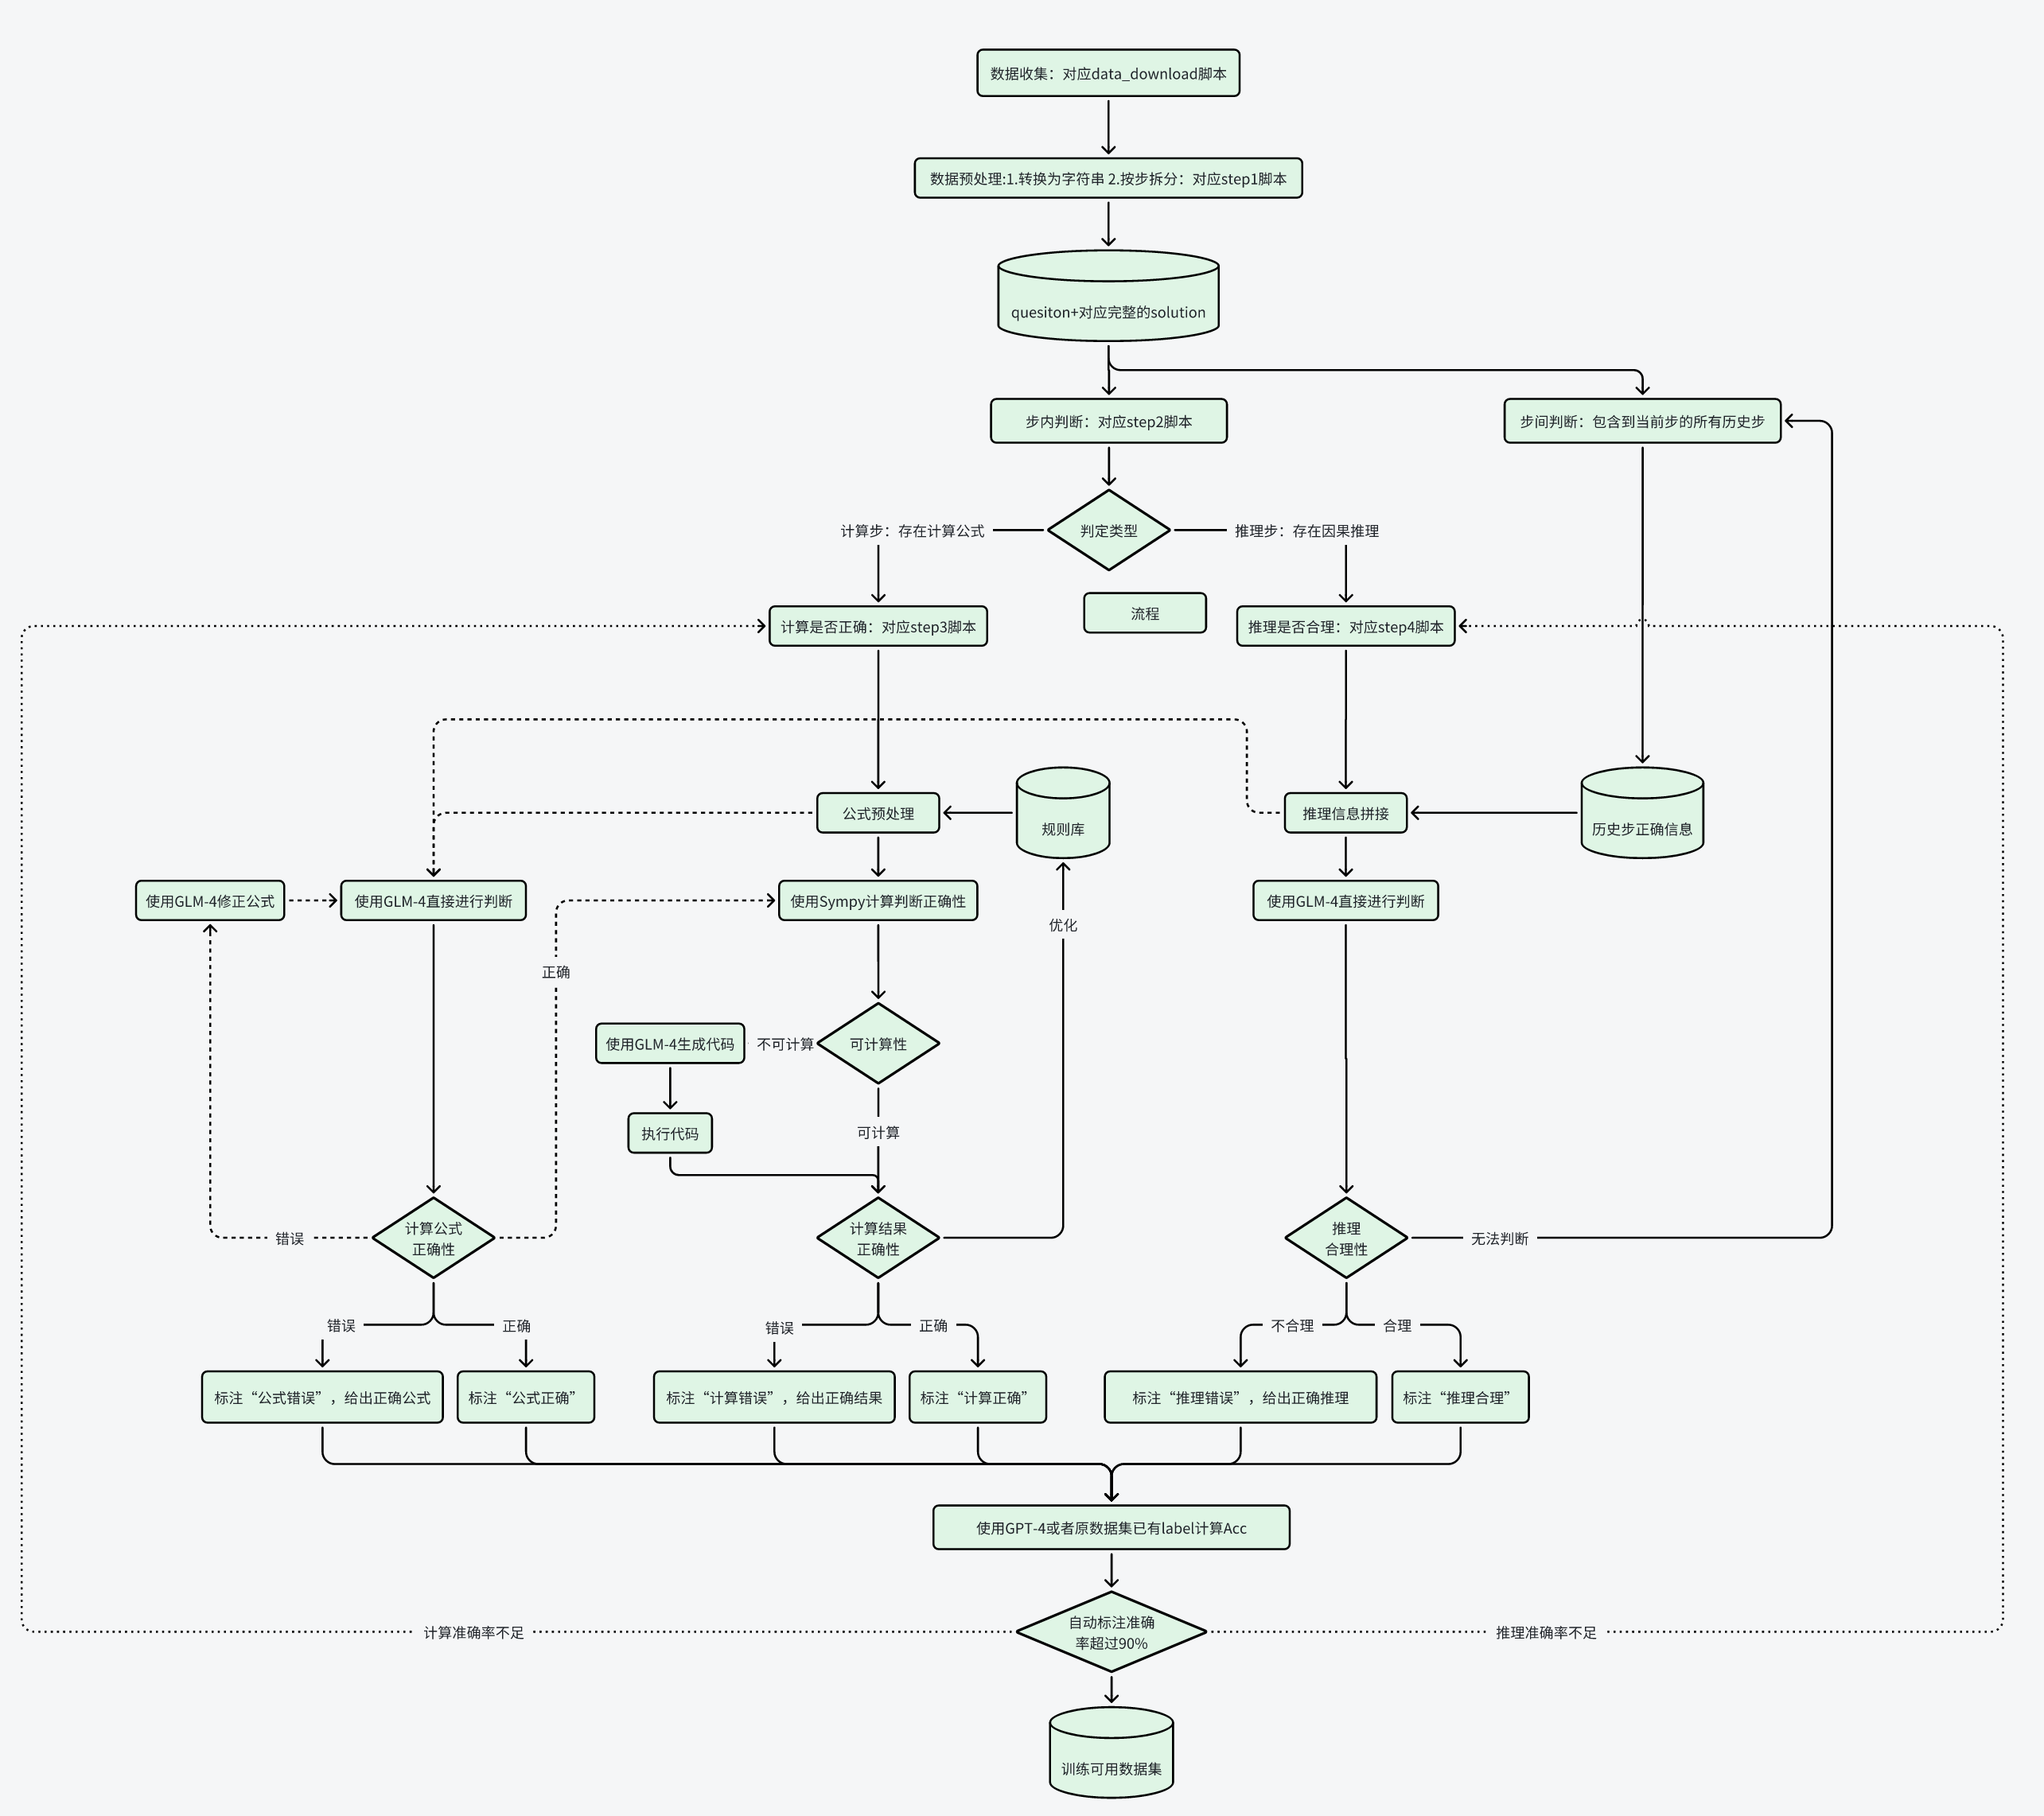 数据收集：对应data_download脚本
数据预处理:1.转换为字符串 2.按步拆分：对应step1脚本
quesiton+对应完整的solution
步内判断：对应step2脚本
步间判断：包含到当前步的所有历史步
计算步：存在计算公式
判定类型
推理步：存在因果推理
流程
计算是否正确：对应step3脚本
推理是否合理：对应step4脚本
公式预处理
规则库
推理信息拼接
历史步正确信息
使用GLM-4修正公式
使用GLM-4直接进行判断
使用Sympy计算判断正确性
使用GLM-4直接进行判断
优化
正确
使用GLM-4生成代码
不可计算
可计算性
执行代码
可计算
错误
计算公式
正确性
计算结果
正确性
推理
合理性
无法判断
错误
正确
错误
正确
不合理
合理
标注“公式错误”，给出正确公式
标注“公式正确”
标注“计算错误”，给出正确结果
标注“计算正确”
标注“推理错误”，给出正确推理
标注“推理合理”
使用GPT-4或者原数据集已有label计算Acc
计算准确率不足
自动标注准确
率超过90%
推理准确率不足
训练可用数据集